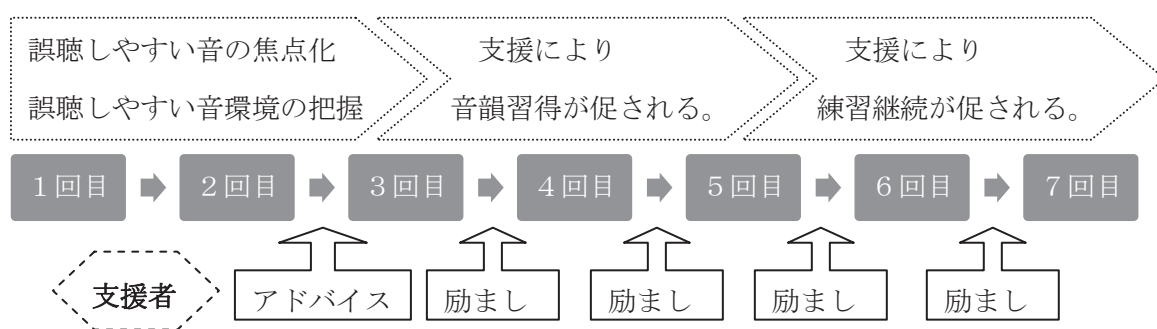 誤聴しやすい音の焦点化
誤聴しやすい音環境の把握
支援により
音韻習得が促される。
支援により
練習継続が促される。
1回目
2回目
3回目
4回目
5回目
6回目
7回目
支援者
アドバイス
励まし
励まし
励まし
励まし